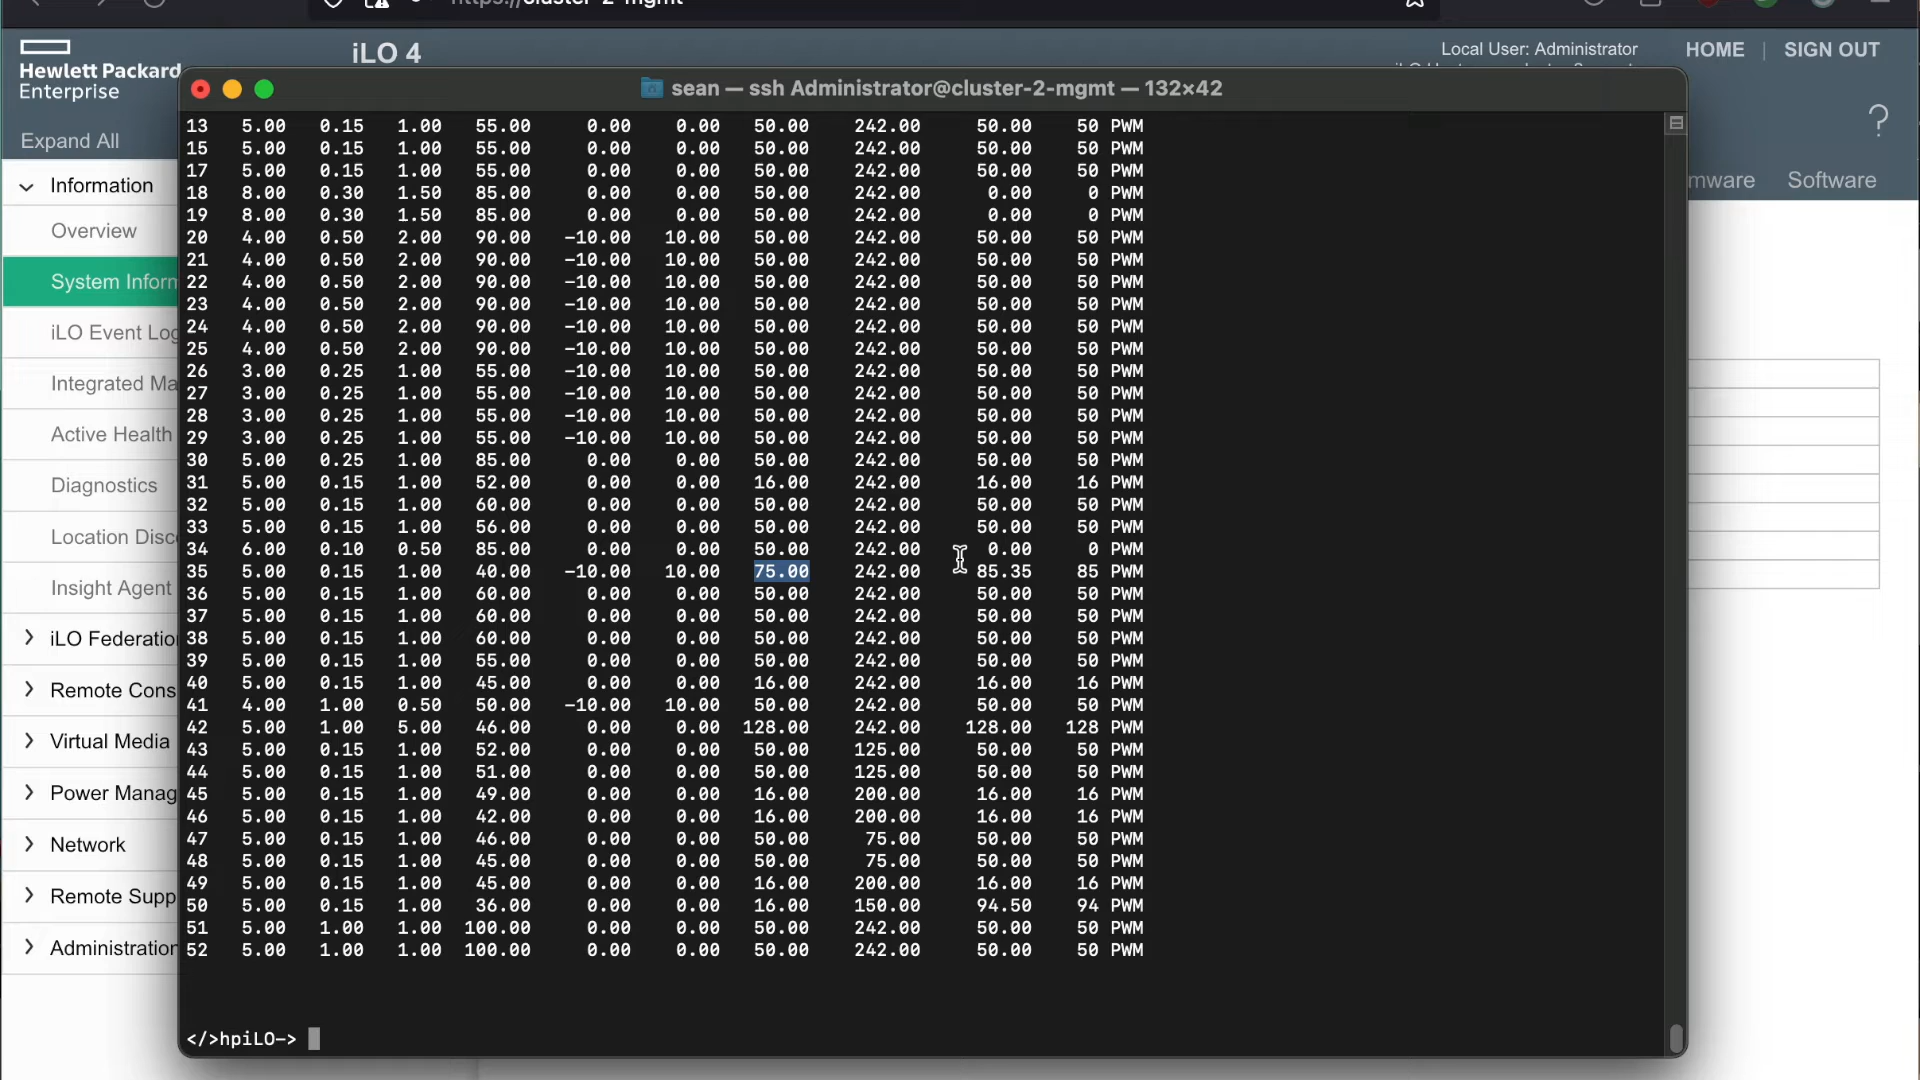 iLO 4
Hewlett Packard
Enterprise
Local User: Administrator
HOME | SIGN OUT
?
sean — ssh Administrator@cluster-2-mgmt — 132×42
Expand All
Information
Overview
System Inform
iLO Event Log
Integrated Ma
Active Health
Diagnostics
Location Disc
Insight Agent
iLO Federation
Remote Cons
Virtual Media
Power Manag
Network
Remote Supp
Administration
mware Software
13 5.00 0.15 1.00 55.00 0.00 0.00 50.00 242.00 50.00 50 PWM
15 5.00 0.15 1.00 55.00 0.00 0.00 50.00 242.00 50.00 50 PWM
17 5.00 0.15 1.00 55.00 0.00 0.00 50.00 242.00 50.00 50 PWM
18 8.00 0.30 1.50 85.00 0.00 0.00 50.00 242.00 0.00 0 PWM
19 8.00 0.30 1.50 85.00 0.00 0.00 50.00 242.00 0.00 0 PWM
20 4.00 0.50 2.00 90.00 -10.00 10.00 50.00 242.00 50.00 50 PWM
21 4.00 0.50 2.00 90.00 -10.00 10.00 50.00 242.00 50.00 50 PWM
22 4.00 0.50 2.00 90.00 -10.00 10.00 50.00 242.00 50.00 50 PWM
23 4.00 0.50 2.00 90.00 -10.00 10.00 50.00 242.00 50.00 50 PWM
24 4.00 0.50 2.00 90.00 -10.00 10.00 50.00 242.00 50.00 50 PWM
25 4.00 0.50 2.00 90.00 -10.00 10.00 50.00 242.00 50.00 50 PWM
26 3.00 0.25 1.00 55.00 -10.00 10.00 50.00 242.00 50.00 50 PWM
27 3.00 0.25 1.00 55.00 -10.00 10.00 50.00 242.00 50.00 50 PWM
28 3.00 0.25 1.00 55.00 -10.00 10.00 50.00 242.00 50.00 50 PWM
29 3.00 0.25 1.00 55.00 -10.00 10.00 50.00 242.00 50.00 50 PWM
30 5.00 0.25 1.00 85.00 0.00 0.00 50.00 242.00 50.00 50 PWM
31 5.00 0.15 1.00 52.00 0.00 0.00 16.00 242.00 16.00 16 PWM
32 5.00 0.15 1.00 60.00 0.00 0.00 50.00 242.00 50.00 50 PWM
33 5.00 0.15 1.00 56.00 0.00 0.00 50.00 242.00 50.00 50 PWM
34 6.00 0.10 0.50 85.00 0.00 0.00 50.00 242.00 0.00 0 PWM
35 5.00 0.15 1.00 40.00 -10.00 10.00 75.00 242.00 85.35 85 PWM
36 5.00 0.15 1.00 60.00 0.00 0.00 50.00 242.00 50.00 50 PWM
37 5.00 0.15 1.00 60.00 0.00 0.00 50.00 242.00 50.00 50 PWM
38 5.00 0.15 1.00 60.00 0.00 0.00 50.00 242.00 50.00 50 PWM
39 5.00 0.15 1.00 55.00 0.00 0.00 50.00 242.00 50.00 50 PWM
40 5.00 0.15 1.00 45.00 0.00 0.00 16.00 242.00 16.00 16 PWM
41 4.00 1.00 0.50 50.00 -10.00 10.00 50.00 242.00 50.00 50 PWM
42 5.00 1.00 5.00 46.00 0.00 0.00 128.00 242.00 128.00 128 PWM
43 5.00 0.15 1.00 52.00 0.00 0.00 50.00 125.00 50.00 50 PWM
44 5.00 0.15 1.00 51.00 0.00 0.00 50.00 125.00 50.00 50 PWM
45 5.00 0.15 1.00 49.00 0.00 0.00 16.00 200.00 16.00 16 PWM
46 5.00 0.15 1.00 42.00 0.00 0.00 16.00 200.00 16.00 16 PWM
47 5.00 0.15 1.00 46.00 0.00 0.00 50.00 75.00 50.00 50 PWM
48 5.00 0.15 1.00 45.00 0.00 0.00 50.00 75.00 50.00 50 PWM
49 5.00 0.15 1.00 45.00 0.00 0.00 16.00 200.00 16.00 16 PWM
50 5.00 0.15 1.00 36.00 0.00 0.00 16.00 150.00 94.50 94 PWM
51 5.00 1.00 1.00 100.00 0.00 0.00 50.00 242.00 50.00 50 PWM
52 5.00 1.00 1.00 100.00 0.00 0.00 50.00 242.00 50.00 50 PWM
</>hpiLO->